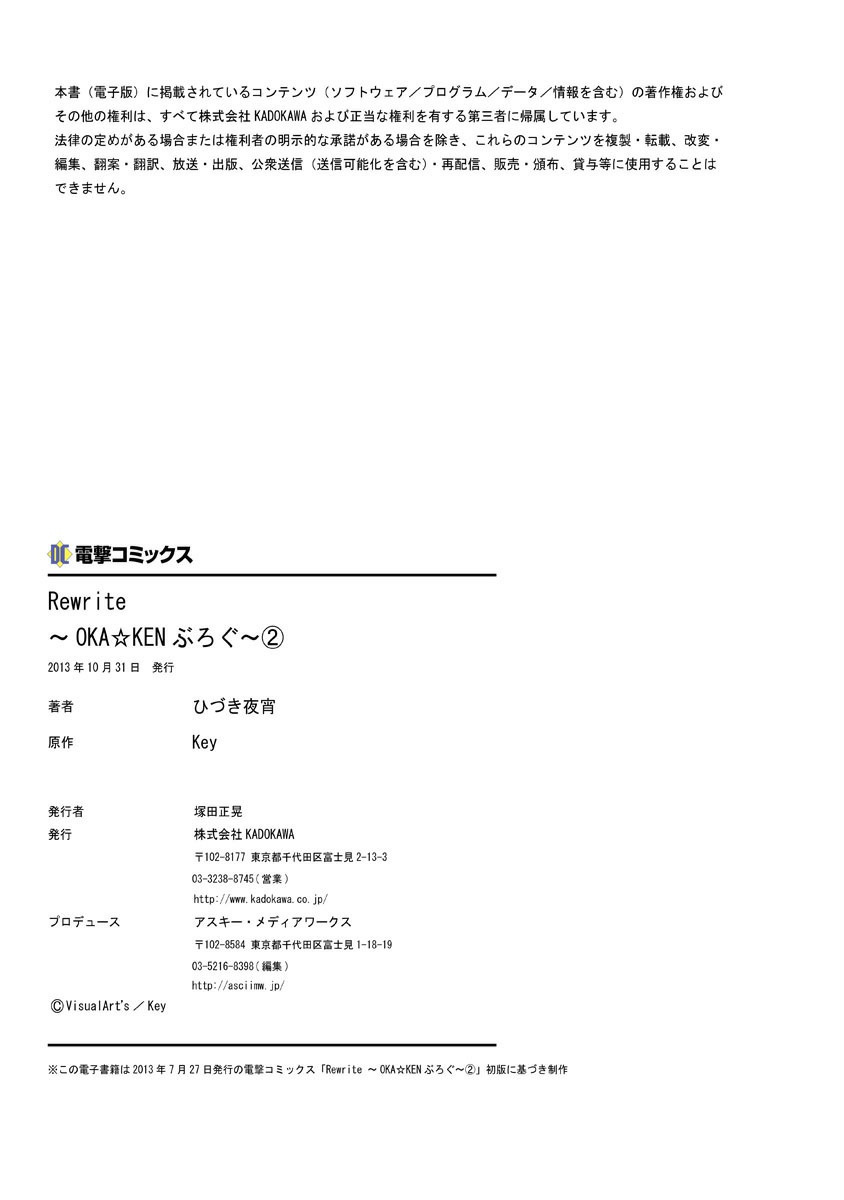 本書（電子版）に掲載されているコンテンツ（ソフトウェア／プログラム／データ／情報を含む）の著作権および
その他の権利は、すべて株式会社 KADOKAWA および正当な権利を有する第三者に帰属しています。
法律の定めがある場合または権利者の明示的な承諾がある場合を除き、これらのコンテンツを複製・転載、改変・
編集、翻案・翻訳、放送・出版、公衆送信（送信可能化を含む）・再配信、販売・頒布、貸与等に使用することは
できません。
DC 電撃コミックス
Rewrite
～ OKA☆KEN ぶろぐ～②
2013 年 10 月 31 日　発行
著者　ひづき夜宵
原作　Key
発行者　塚田正晃
発行　株式会社 KADOKAWA
〒102-8177 東京都千代田区富士見 2-13-3
03-3238-8745（営業）
http://www.kadokawa.co.jp/
プロデュース　アスキー・メディアワークス
〒102-8584 東京都千代田区富士見 1-18-19
03-5216-8398（編集）
http://asciimw.jp/
ⒸVisualArt's ／ Key
※この電子書籍は 2013 年 7 月 27 日発行の電撃コミックス「Rewrite ～ OKA☆KEN ぶろぐ～②」初版に基づき制作